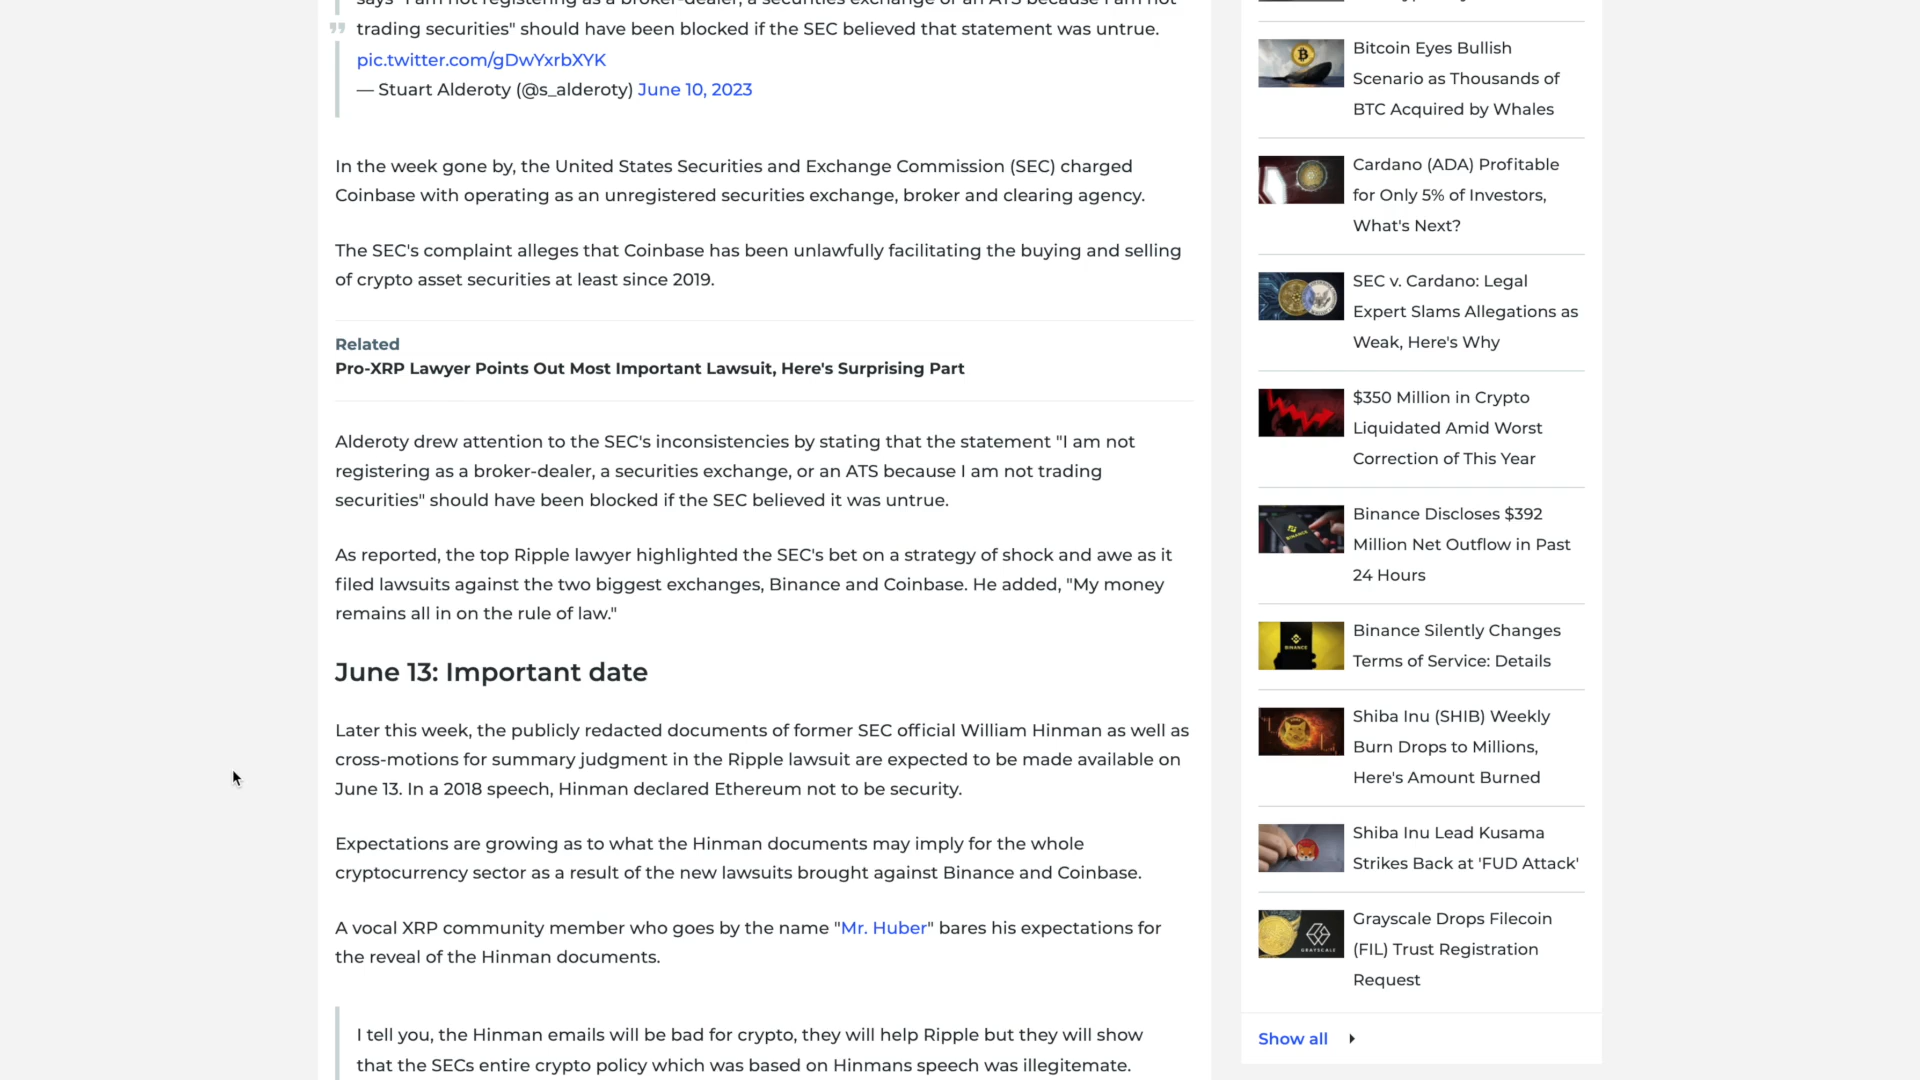 trading securities" should have been blocked if the SEC believed that statement was untrue.
pic.twitter.com/gDwYxrbXYK
— Stuart Alderoty (@s_alderoty) June 10, 2023
In the week gone by, the United States Securities and Exchange Commission (SEC) charged
Coinbase with operating as an unregistered securities exchange, broker and clearing agency.
The SEC's complaint alleges that Coinbase has been unlawfully facilitating the buying and selling
of crypto asset securities at least since 2019.
Related
Pro-XRP Lawyer Points Out Most Important Lawsuit, Here's Surprising Part
Alderoty drew attention to the SEC's inconsistencies by stating that the statement "I am not
registering as a broker-dealer, a securities exchange, or an ATS because I am not trading
securities" should have been blocked if the SEC believed it was untrue.
As reported, the top Ripple lawyer highlighted the SEC's bet on a strategy of shock and awe as it
filed lawsuits against the two biggest exchanges, Binance and Coinbase. He added, "My money
remains all in on the rule of law."
June 13: Important date
Later this week, the publicly redacted documents of former SEC official William Hinman as well as
cross-motions for summary judgment in the Ripple lawsuit are expected to be made available on
June 13. In a 2018 speech, Hinman declared Ethereum not to be security.
Expectations are growing as to what the Hinman documents may imply for the whole
cryptocurrency sector as a result of the new lawsuits brought against Binance and Coinbase.
A vocal XRP community member who goes by the name "Mr. Huber" bares his expectations for
the reveal of the Hinman documents.
I tell you, the Hinman emails will be bad for crypto, they will help Ripple but they will show
that the SECs entire crypto policy which was based on Hinmans speech was illegitimate.
Bitcoin Eyes Bullish
Scenario as Thousands of
BTC Acquired by Whales
Cardano (ADA) Profitable
for Only 5% of Investors,
What's Next?
SEC v. Cardano: Legal
Expert Slams Allegations as
Weak, Here's Why
$350 Million in Crypto
Liquidated Amid Worst
Correction of This Year
Binance Discloses $392
Million Net Outflow in Past
24 Hours
BINANCE
Binance Silently Changes
Terms of Service: Details
Shiba Inu (SHIB) Weekly
Burn Drops to Millions,
Here's Amount Burned
Shiba Inu Lead Kusama
Strikes Back at 'FUD Attack'
GRAYSCALE
Grayscale Drops Filecoin
(FIL) Trust Registration
Request
Show all